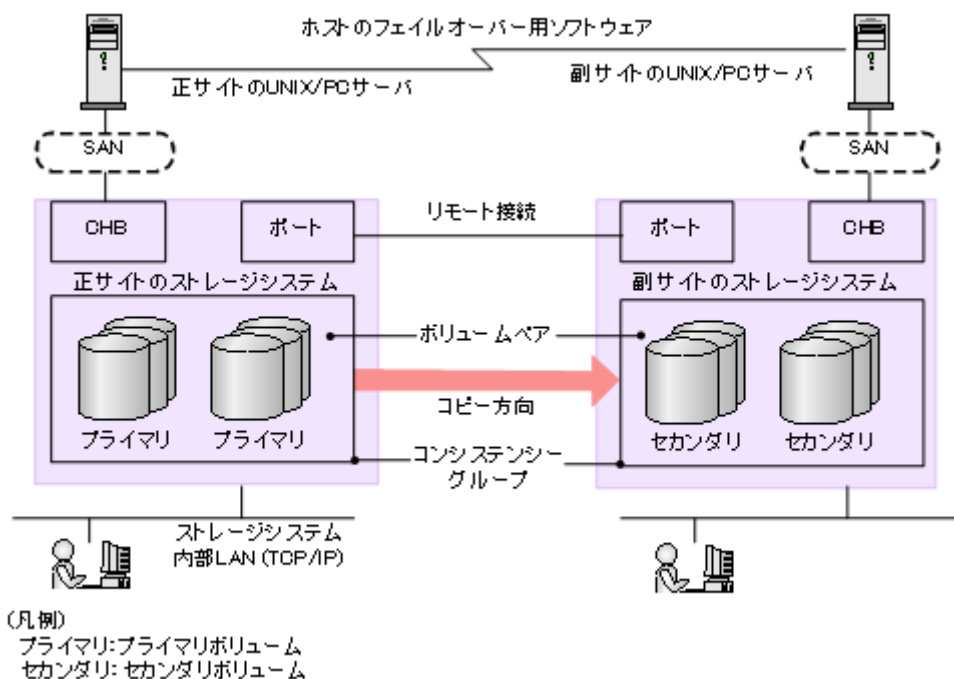 ホストのフェイルオーバー用ソフトウェア
正サイトのUNIX/PCサーバ
副サイトのUNIX/PCサーバ
SAN
SAN
CHB
ポート
リモート接続
ポート
CHB
正サイトのストレージシステム
副サイトのストレージシステム
ボリュームペア
コピー方向
プライマリ
プライマリ
セカンダリ
セカンダリ
コンシステンシー
グループ
ストレージシステム
内部LAN (TCP/IP)
(凡例)
プライマリ:プライマリボリューム
セカンダリ: セカンダリボリューム